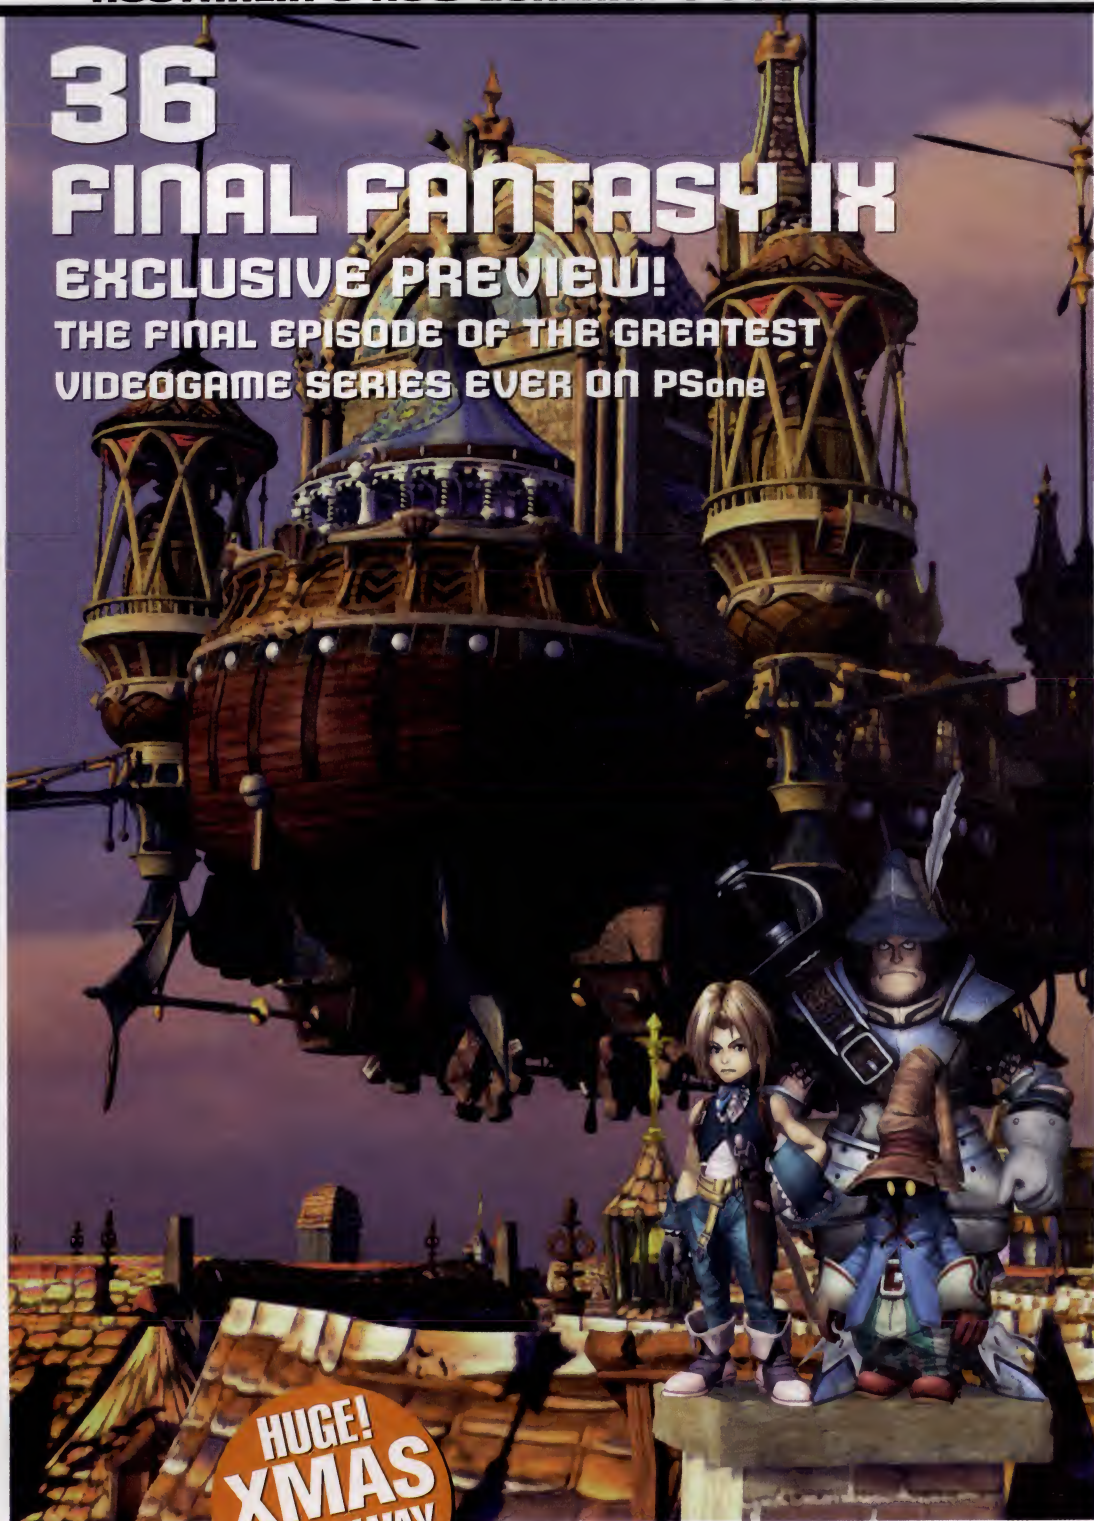 36
FINAL FANTASY IX
EXCLUSIVE PREVIEW!
THE FINAL EPISODE OF THE GREATEST
VIDEOGAME SERIES EVER ON PSone
HUGE!
XMAS